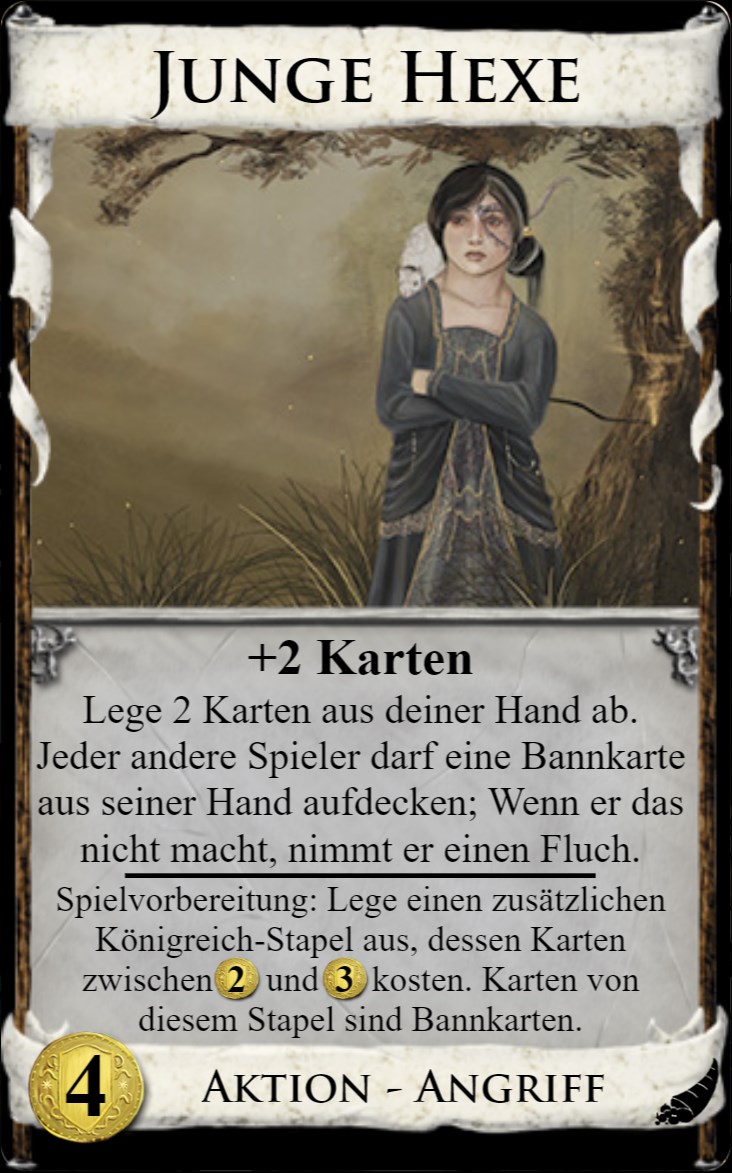 Junge Hexe
+2 Karten
Lege 2 Karten aus deiner Hand ab.
Jeder andere Spieler darf eine Bannkarte
aus seiner Hand aufdecken; Wenn er das
nicht macht, nimmt er einen Fluch.
Spielvorbereitung: Lege einen zusätzlichen
Königreich-Stapel aus, dessen Karten
zwischen 2 und 3 kosten. Karten von
diesem Stapel sind Bannkarten.
4 Aktion - Angriff